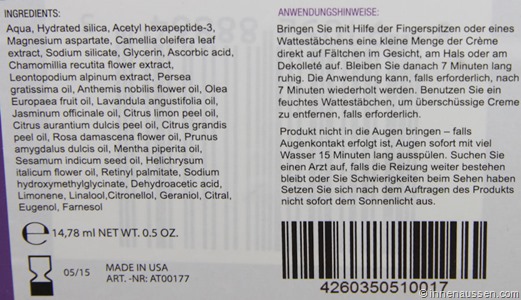 INGREDIENTS:
Aqua, Hydrated silica, Acetyl hexapeptide-3,
Magnesium aspartate, Camellia oleifera leaf
extract, Sodium silicate, Glycerin, Ascorbic acid,
Chamomillia recutita flower extract,
Leontopodium alpinum extract, Persea
gratissima oil, Anthemis nobilis flower oil, Olea
Europaea fruit oil, Lavandula angustifolia oil,
Jasminum officinale oil, Citrus limon peel oil,
Citrus aurantium dulcis peel oil, Citrus grandis
peel oil, Rosa damascena flower oil, Prunus
amygdalus dulcis oil, Mentha piperita oil,
Sesamum indicum seed oil, Helichrysum
italicum flower oil, Retinyl palmitate, Sodium
hydroxymethylglycinate, Dehydroacetic acid,
Limonene, Linalool,Citronellol, Geraniol, Citral,
Eugenol, Farnesol
e 14,78 ml NET WT. 0.5 OZ.
05/15
MADE IN USA
ART.-NR: AT00177
ANWENDUNGSHINWEISE:
Bringen Sie mit Hilfe der Fingerspitzen oder eines
Wattestäbchen eine kleine Menge der Crème
direkt auf Fältchen im Gesicht, am Hals oder am
Dekolleté auf. Bleiben Sie danach 7 Minuten lang
ruhig. Die Anwendung kann, falls erforderlich, nach
7 Minuten wiederholt werden. Benutzen Sie ein
feuchtes Wattestäbchen, um überschüssige Creme
zu entfernen, falls erforderlich.
Produkt nicht in die Augen bringen – falls
Augenkontakt erfolgt ist, Augen sofort mit viel
Wasser 15 Minuten lang ausspülen. Suchen Sie
einen Arzt auf, falls die Reizung weiter bestehen
bleibt oder Sie Schwierigkeiten beim Sehen haben
Setzen Sie sich nach dem Auftragen des Produkts
nicht sofort dem Sonnenlicht aus.
4260350510017
© innenaussen.com